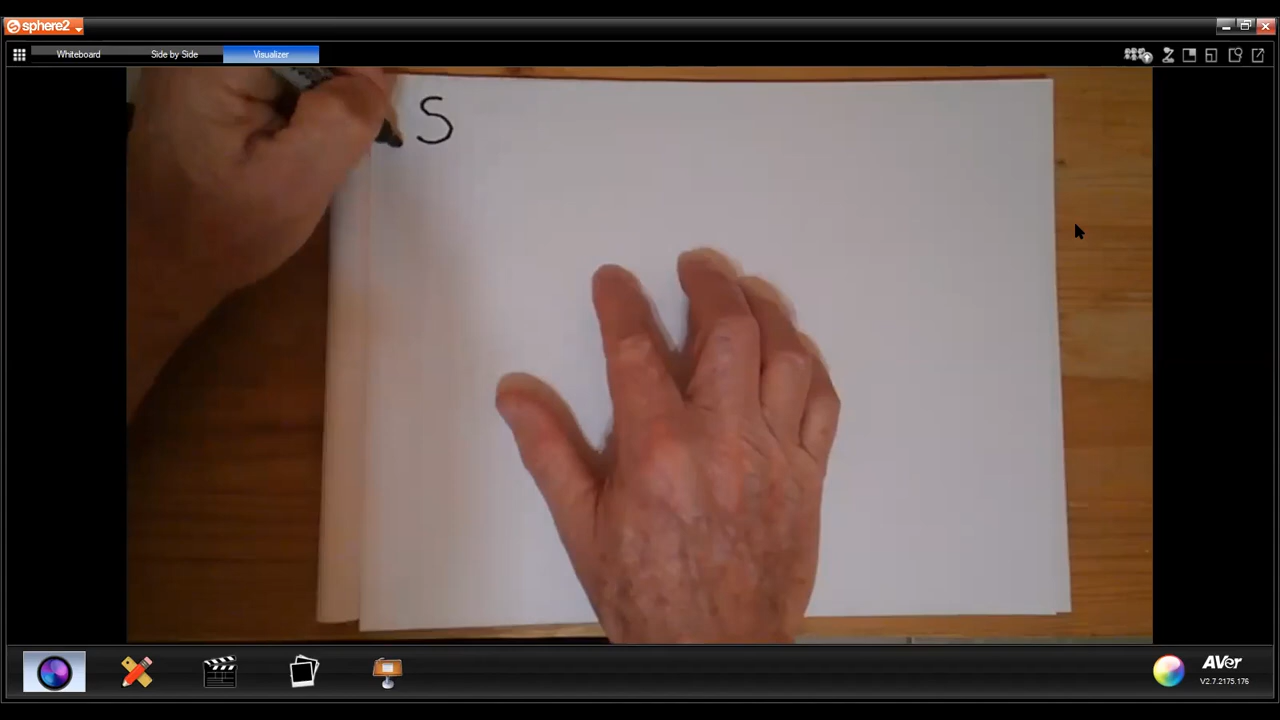 sphere2
Whiteboard Side by Side Visualizer
S
AVer
V2.7.2175.176